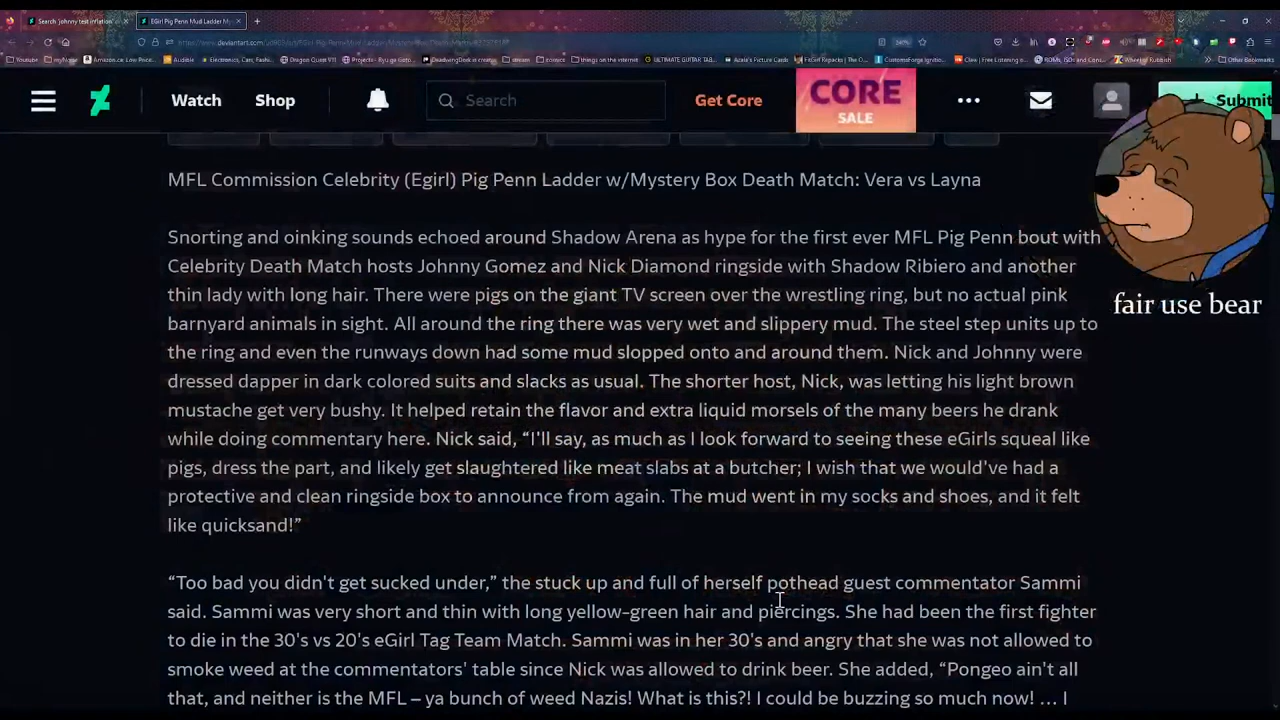 Search 'johnny test inflation'
EGirl Pig Penn Mud Ladder My
Watch
Shop
Search
Get Core
CORE
SALE
Submit
MFL Commission Celebrity (Egirl) Pig Penn Ladder w/Mystery Box Death Match: Vera vs Layna
Snorting and oinking sounds echoed around Shadow Arena as hype for the first ever MFL Pig Penn bout with
Celebrity Death Match hosts Johnny Gomez and Nick Diamond ringside with Shadow Ribiero and another
thin lady with long hair. There were pigs on the giant TV screen over the wrestling ring, but no actual pink
barnyard animals in sight. All around the ring there was very wet and slippery mud. The steel step units up to
the ring and even the runways down had some mud slopped onto and around them. Nick and Johnny were
dressed dapper in dark colored suits and slacks as usual. The shorter host, Nick, was letting his light brown
mustache get very bushy. It helped retain the flavor and extra liquid morsels of the many beers he drank
while doing commentary here. Nick said, “I'll say, as much as I look forward to seeing these eGirls squeal like
pigs, dress the part, and likely get slaughtered like meat slabs at a butcher; I wish that we would've had a
protective and clean ringside box to announce from again. The mud went in my socks and shoes, and it felt
like quicksand!”
“Too bad you didn't get sucked under,” the stuck up and full of herself pothead guest commentator Sammi
said. Sammi was very short and thin with long yellow-green hair and piercings. She had been the first fighter
to die in the 30's vs 20's eGirl Tag Team Match. Sammi was in her 30's and angry that she was not allowed to
smoke weed at the commentators' table since Nick was allowed to drink beer. She added, “Pongeo ain't all
that, and neither is the MFL – ya bunch of weed Nazis! What is this?! I could be buzzing so much now! … I
fair use bear